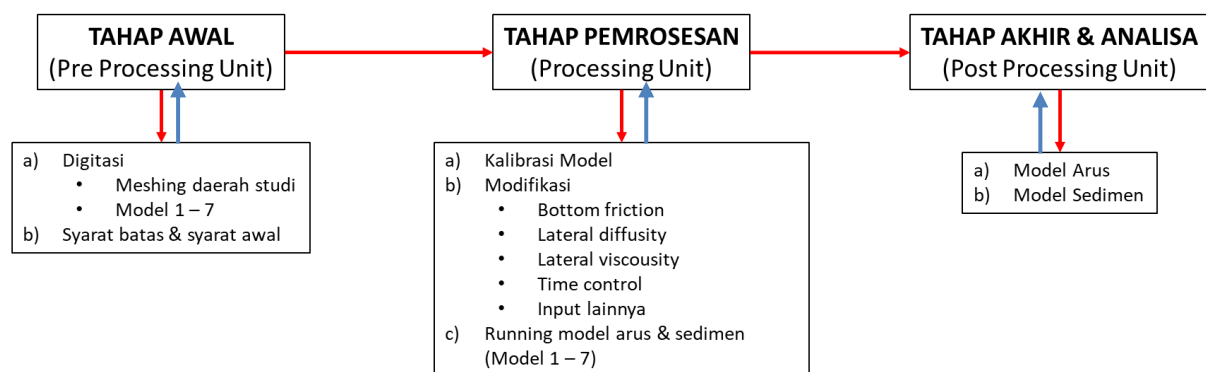 TAHAP AWAL
(Pre Processing Unit)
a) Digitasi
• Meshing daerah studi
• Model 1 – 7
b) Syarat batas & syarat awal
TAHAP PEMROSESAN
(Processing Unit)
a) Kalibrasi Model
b) Modifikasi
• Bottom friction
• Lateral diffusity
• Lateral viscousity
• Time control
• Input lainnya
c) Running model arus & sedimen
(Model 1 – 7)
TAHAP AKHIR & ANALISA
(Post Processing Unit)
a) Model Arus
b) Model Sedimen